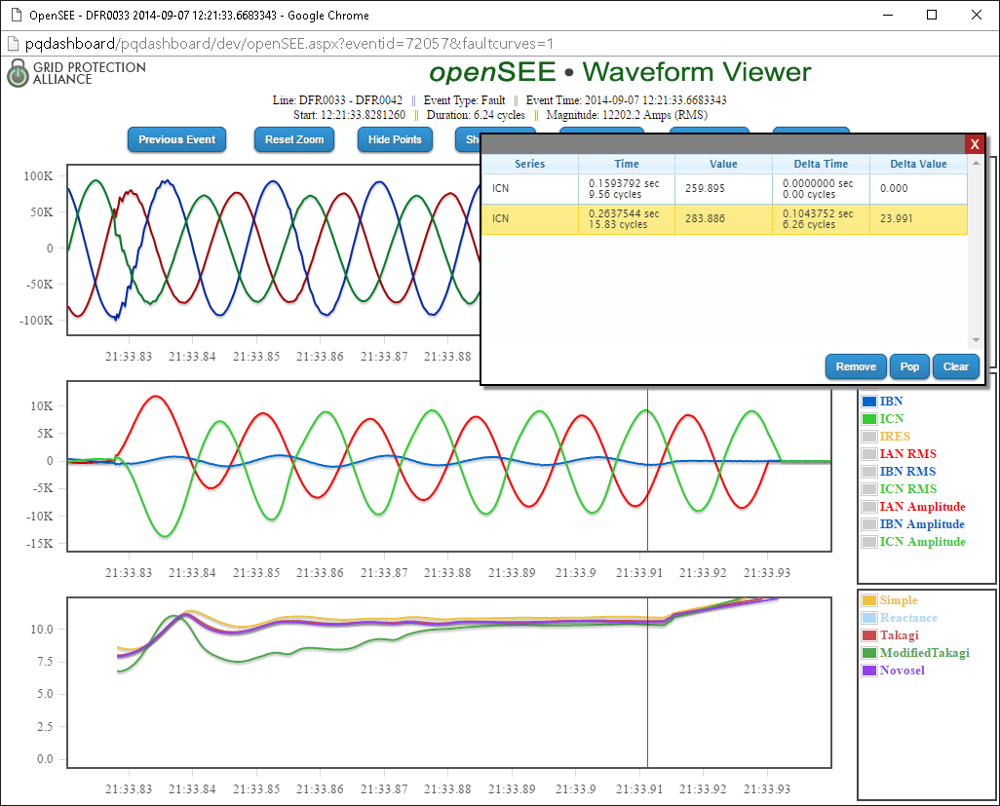 OpenSEE - DFR0033 2014-09-07 12:21:33.6683343 - Google Chrome
pqdashboard/pqdashboard/dev/openSEE.aspx?eventid=72057&faultcurves=1
GRID PROTECTION
ALLIANCE
openSEE • Waveform Viewer
Line: DFR0033 - DFR0042 || Event Type: Fault || Event Time: 2014-09-07 12:21:33.6683343
Start: 12:21:33.8281260 || Duration: 6.24 cycles || Magnitude: 12202.2 Amps (RMS)
Previous Event Reset Zoom Hide Points Sh
X
Series Time Value Delta Time Delta Value
ICN 0.1593792 sec 259.895 0.0000000 sec 0.000
9.56 cycles 0.00 cycles
ICN 0.2637544 sec 283.886 0.1043752 sec 23.991
15.83 cycles 6.26 cycles
Remove Pop Clear
100K
50K
0
-50K
-100K
21:33.83 21:33.84 21:33.85 21:33.86 21:33.87 21:33.88
10K
5K
0
-5K
-10K
-15K
21:33.83 21:33.84 21:33.85 21:33.86 21:33.87 21:33.88 21:33.89 21:33.9 21:33.91 21:33.92 21:33.93
IBN
ICN
IRES
IAN RMS
IBN RMS
ICN RMS
IAN Amplitude
IBN Amplitude
ICN Amplitude
10.0
7.5
5.0
2.5
0.0
21:33.83 21:33.84 21:33.85 21:33.86 21:33.87 21:33.88 21:33.89 21:33.9 21:33.91 21:33.92 21:33.93
Simple
Reactance
Takagi
ModifiedTakagi
Novosel